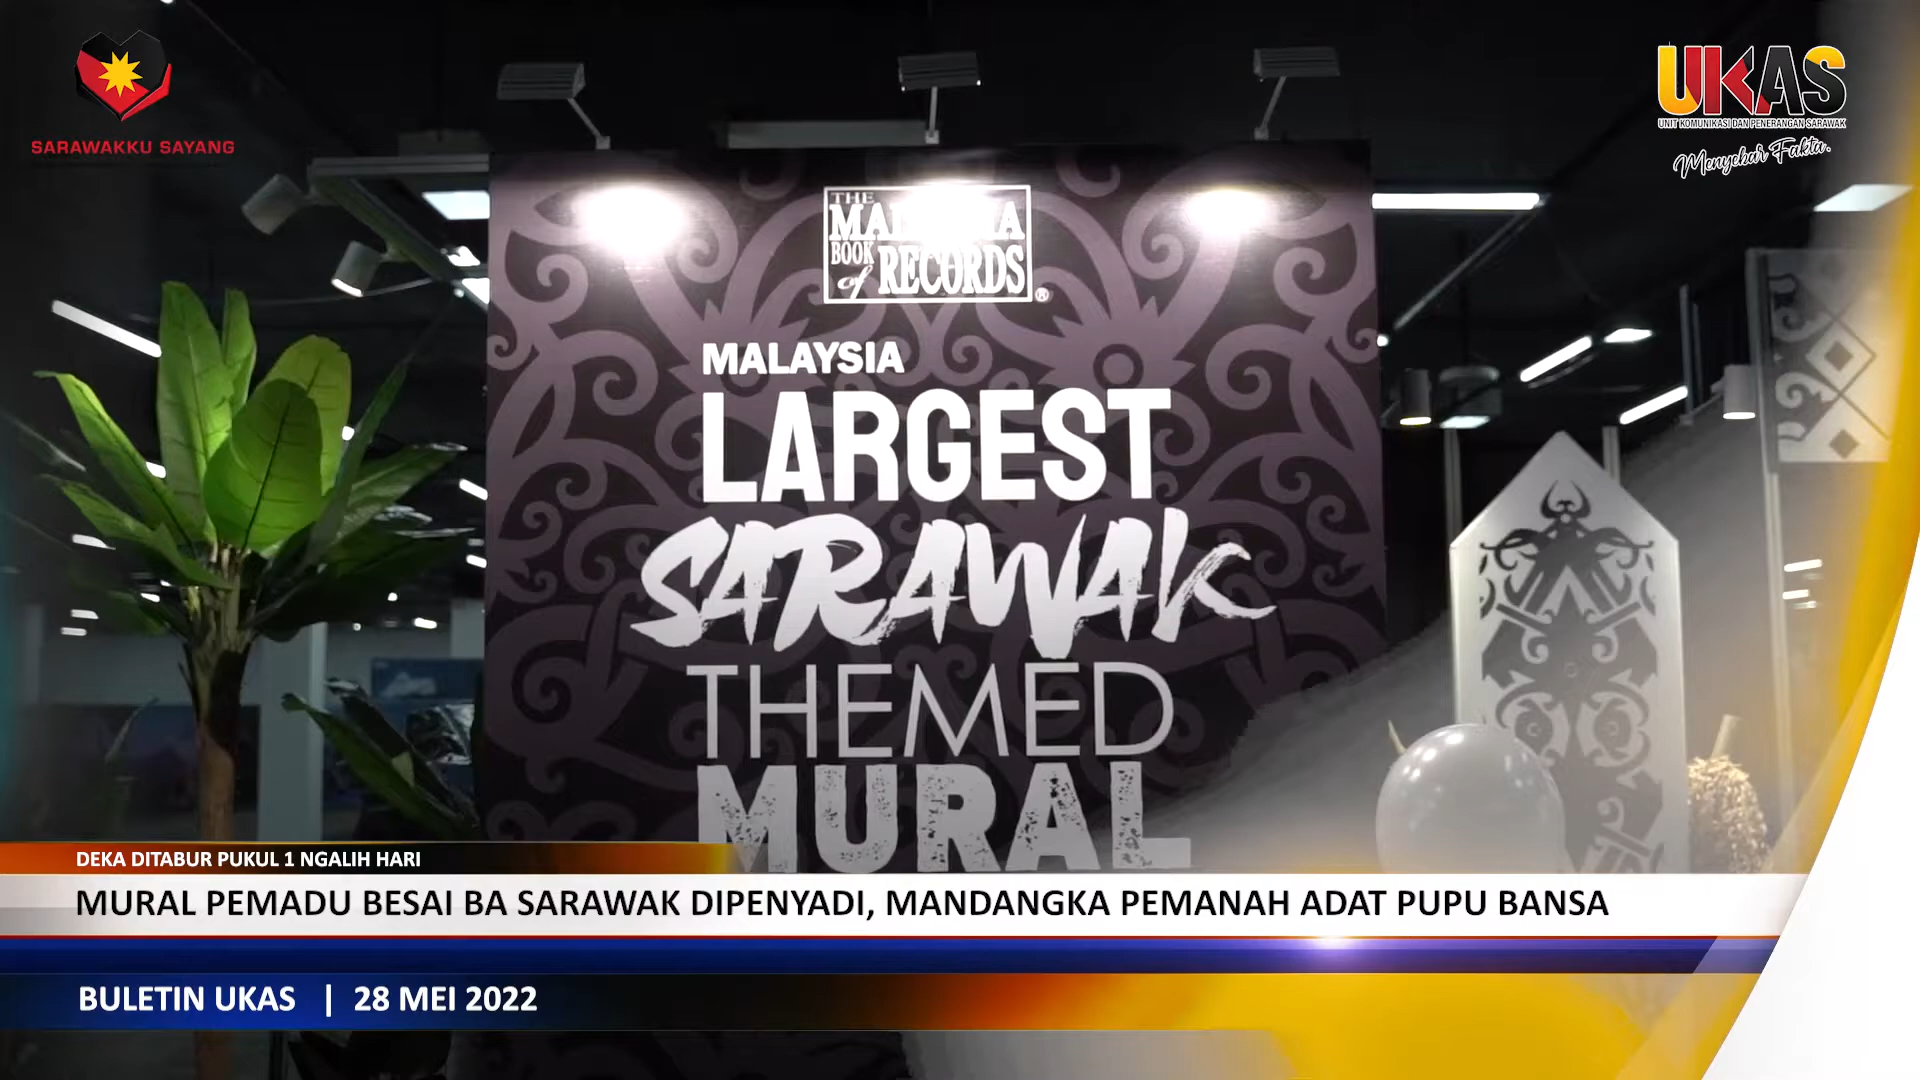 SARAWAKKU SAYANG
UKAS
UNIT KOMUNIKASI DAN PENERANGAN SARAWAK
Menyebar Fakta.
THE
MALAYSIA
BOOK
of RECORDS®
MALAYSIA
LARGEST
SARAWAK
THEMED
MURAL
DEKA DITABUR PUKUL 1 NGALIH HARI
MURAL PEMADU BESAI BA SARAWAK DIPENYADI, MANDANGKA PEMANAH ADAT PUPU BANSA
BULETIN UKAS | 28 MEI 2022